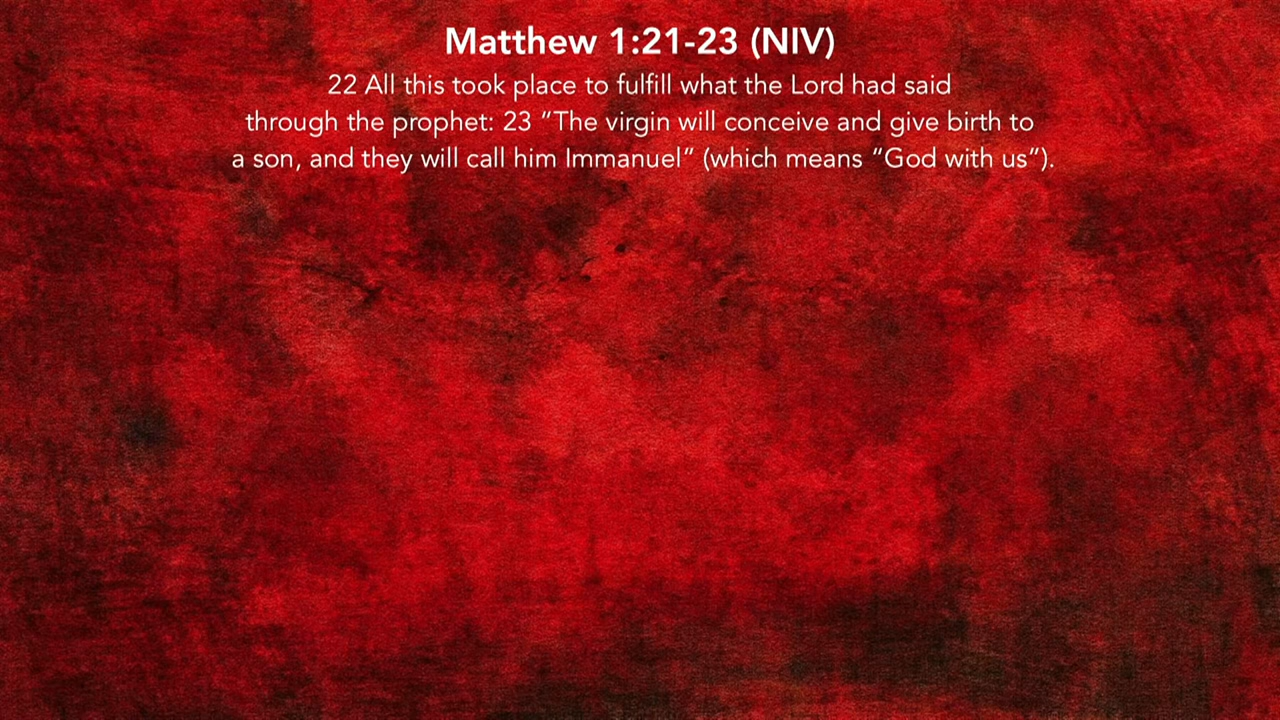 Matthew 1:21-23 (NIV)
22 All this took place to fulfill what the Lord had said
through the prophet: 23 “The virgin will conceive and give birth to
a son, and they will call him Immanuel” (which means “God with us”).